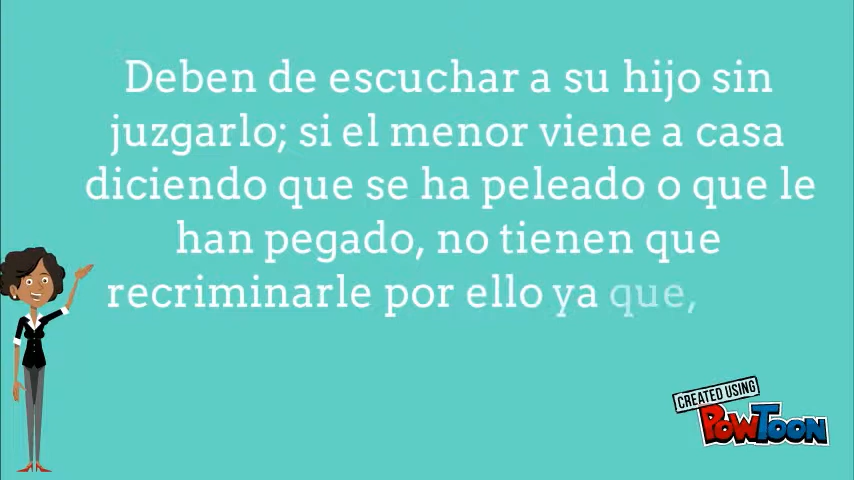 Deben de escuchar a su hijo sin
juzgarlo; si el menor viene a casa
diciendo que se ha peleado o que le
han pegado, no tienen que
recriminarle por ello ya que,
CREATED USING
POWTOON